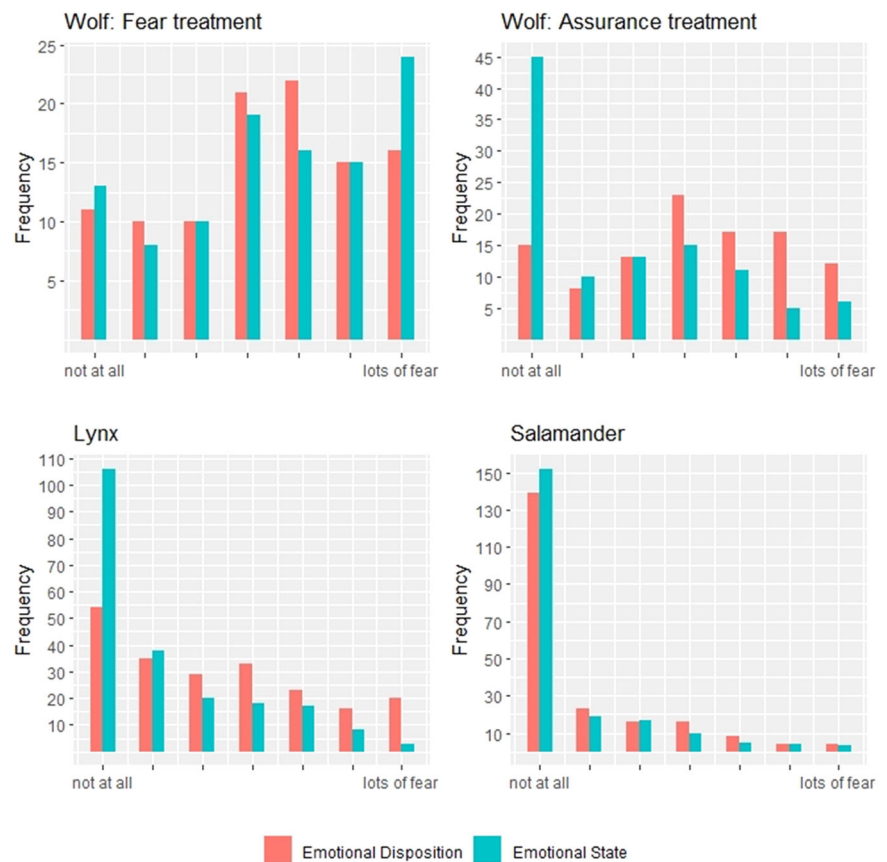 Wolf: Fear treatment
25
20
15
10
5
Frequency
not at all
lots of fear
Wolf: Assurance treatment
45
40
35
30
25
20
15
10
5
Frequency
not at all
lots of fear
Lynx
110
100
90
80
70
60
50
40
30
20
10
Frequency
not at all
lots of fear
Salamander
150
130
110
90
70
50
30
10
Frequency
not at all
lots of fear
Emotional Disposition
Emotional State